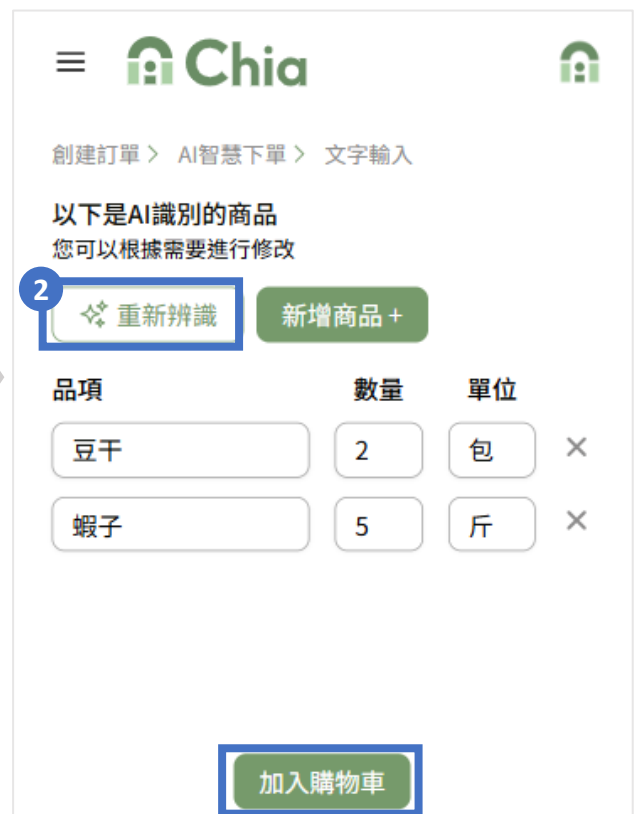 Chia
創建訂單 > AI智慧下單 > 文字輸入
以下是AI識別的商品
您可以根據需要進行修改
2
重新辨識 新增商品 +
品項 數量 單位
豆干 2 包 ×
蝦子 5 斤 ×
加入購物車